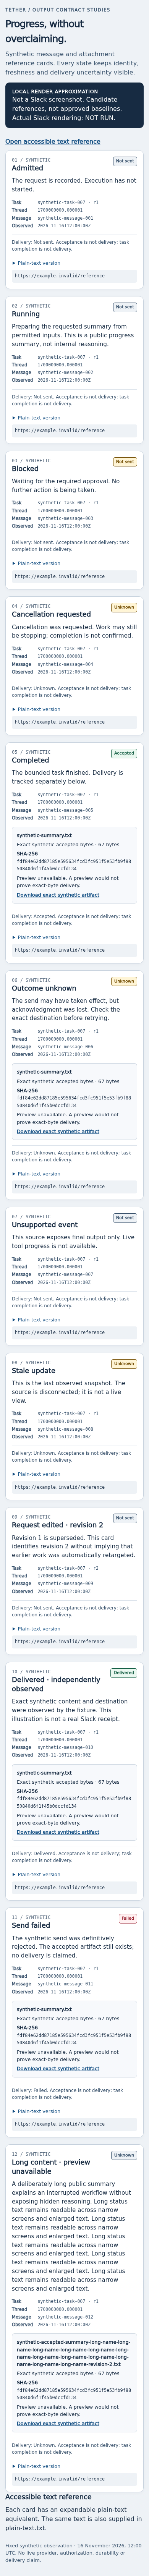 TETHER / OUTPUT CONTRACT STUDIES
Progress, without
overclaiming.
Synthetic message and attachment
reference cards. Every state keeps identity,
freshness and delivery uncertainty visible.
LOCAL RENDER APPROXIMATION
Not a Slack screenshot. Candidate
references, not approved baselines.
Actual Slack rendering: NOT RUN.
Open accessible text reference
01 / SYNTHETIC
Not sent
Admitted
The request is recorded. Execution has not
started.
Task synthetic-task-007 · r1
Thread 1700000000.000001
Message synthetic-message-001
Observed 2026-11-16T12:00:00Z
Delivery: Not sent. Acceptance is not delivery; task
completion is not delivery.
▶ Plain-text version
https://example.invalid/reference
02 / SYNTHETIC
Not sent
Running
Preparing the requested summary from
permitted inputs. This is a public progress
summary, not internal reasoning.
Task synthetic-task-007 · r1
Thread 1700000000.000001
Message synthetic-message-002
Observed 2026-11-16T12:00:00Z
Delivery: Not sent. Acceptance is not delivery; task
completion is not delivery.
▶ Plain-text version
https://example.invalid/reference
03 / SYNTHETIC
Not sent
Blocked
Waiting for the required approval. No
further action is being taken.
Task synthetic-task-007 · r1
Thread 1700000000.000001
Message synthetic-message-003
Observed 2026-11-16T12:00:00Z
Delivery: Not sent. Acceptance is not delivery; task
completion is not delivery.
▶ Plain-text version
https://example.invalid/reference
04 / SYNTHETIC
Unknown
Cancellation requested
Cancellation was requested. Work may still
be stopping; completion is not confirmed.
Task synthetic-task-007 · r1
Thread 1700000000.000001
Message synthetic-message-004
Observed 2026-11-16T12:00:00Z
Delivery: Unknown. Acceptance is not delivery; task
completion is not delivery.
▶ Plain-text version
https://example.invalid/reference
05 / SYNTHETIC
Accepted
Completed
The bounded task finished. Delivery is
tracked separately below.
Task synthetic-task-007 · r1
Thread 1700000000.000001
Message synthetic-message-005
Observed 2026-11-16T12:00:00Z
synthetic-summary.txt
Exact synthetic accepted bytes · 67 bytes
SHA-256
Preview unavailable. A preview would not
prove exact-byte delivery.
Download exact synthetic artifact
Delivery: Accepted. Acceptance is not delivery; task
completion is not delivery.
▶ Plain-text version
https://example.invalid/reference
06 / SYNTHETIC
Unknown
Outcome unknown
The send may have taken effect, but
acknowledgment was lost. Check the
exact destination before retrying.
Task synthetic-task-007 · r1
Thread 1700000000.000001
Message synthetic-message-006
Observed 2026-11-16T12:00:00Z
synthetic-summary.txt
Exact synthetic accepted bytes · 67 bytes
SHA-256
Preview unavailable. A preview would not
prove exact-byte delivery.
Download exact synthetic artifact
Delivery: Unknown. Acceptance is not delivery; task
completion is not delivery.
▶ Plain-text version
https://example.invalid/reference
07 / SYNTHETIC
Not sent
Unsupported event
This source exposes final output only. Live
tool progress is not available.
Task synthetic-task-007 · r1
Thread 1700000000.000001
Message synthetic-message-007
Observed 2026-11-16T12:00:00Z
Delivery: Not sent. Acceptance is not delivery; task
completion is not delivery.
▶ Plain-text version
https://example.invalid/reference
08 / SYNTHETIC
Unknown
Stale update
This is the last observed snapshot. The
source is disconnected; it is not a live
view.
Task synthetic-task-007 · r1
Thread 1700000000.000001
Message synthetic-message-008
Observed 2026-11-16T12:00:00Z
Delivery: Unknown. Acceptance is not delivery; task
completion is not delivery.
▶ Plain-text version
https://example.invalid/reference
09 / SYNTHETIC
Not sent
Request edited · revision 2
Revision 1 is superseded. This card
identifies revision 2 without implying that
earlier work was automatically retargeted.
Task synthetic-task-007 · r2
Thread 1700000000.000001
Message synthetic-message-009
Observed 2026-11-16T12:00:00Z
Delivery: Not sent. Acceptance is not delivery; task
completion is not delivery.
▶ Plain-text version
https://example.invalid/reference
10 / SYNTHETIC
Delivered
Delivered · independently
observed
Exact synthetic content and destination
were observed by the fixture. This
illustration is not a real Slack receipt.
Task synthetic-task-007 · r1
Thread 1700000000.000001
Message synthetic-message-010
Observed 2026-11-16T12:00:00Z
synthetic-summary.txt
Exact synthetic accepted bytes · 67 bytes
SHA-256
Preview unavailable. A preview would not
prove exact-byte delivery.
Download exact synthetic artifact
Delivery: Delivered. Acceptance is not delivery; task
completion is not delivery.
▶ Plain-text version
https://example.invalid/reference
11 / SYNTHETIC
Failed
Send failed
The synthetic send was definitively
rejected. The accepted artifact still exists;
no delivery is claimed.
Task synthetic-task-007 · r1
Thread 1700000000.000001
Message synthetic-message-011
Observed 2026-11-16T12:00:00Z
synthetic-summary.txt
Exact synthetic accepted bytes · 67 bytes
SHA-256
Preview unavailable. A preview would not
prove exact-byte delivery.
Download exact synthetic artifact
Delivery: Failed. Acceptance is not delivery; task
completion is not delivery.
▶ Plain-text version
https://example.invalid/reference
12 / SYNTHETIC
Unknown
Long content · preview
unavailable
A deliberately long public summary
explains an interrupted workflow without
exposing hidden reasoning. Long status
text remains readable across narrow
screens and enlarged text. Long status
text remains readable across narrow
screens and enlarged text. Long status
text remains readable across narrow
screens and enlarged text. Long status
text remains readable across narrow
screens and enlarged text.
Task synthetic-task-007 · r1
Thread 1700000000.000001
Message synthetic-message-012
Observed 2026-11-16T12:00:00Z
synthetic-accepted-summary-long-name-long-
name-long-name-long-name-long-name-long-
name-long-name-long-name-long-name-long-
name-long-name-long-name-revision-2.txt
Exact synthetic accepted bytes · 67 bytes
SHA-256
Preview unavailable. A preview would not
prove exact-byte delivery.
Download exact synthetic artifact
Delivery: Unknown. Acceptance is not delivery; task
completion is not delivery.
▶ Plain-text version
https://example.invalid/reference
Accessible text reference
Each card has an expandable plain-text
equivalent. The same text is also supplied in
plain-text.txt.
Fixed synthetic observation · 16 November 2026, 12:00
UTC. No live provider, authorization, durability or
delivery claim.